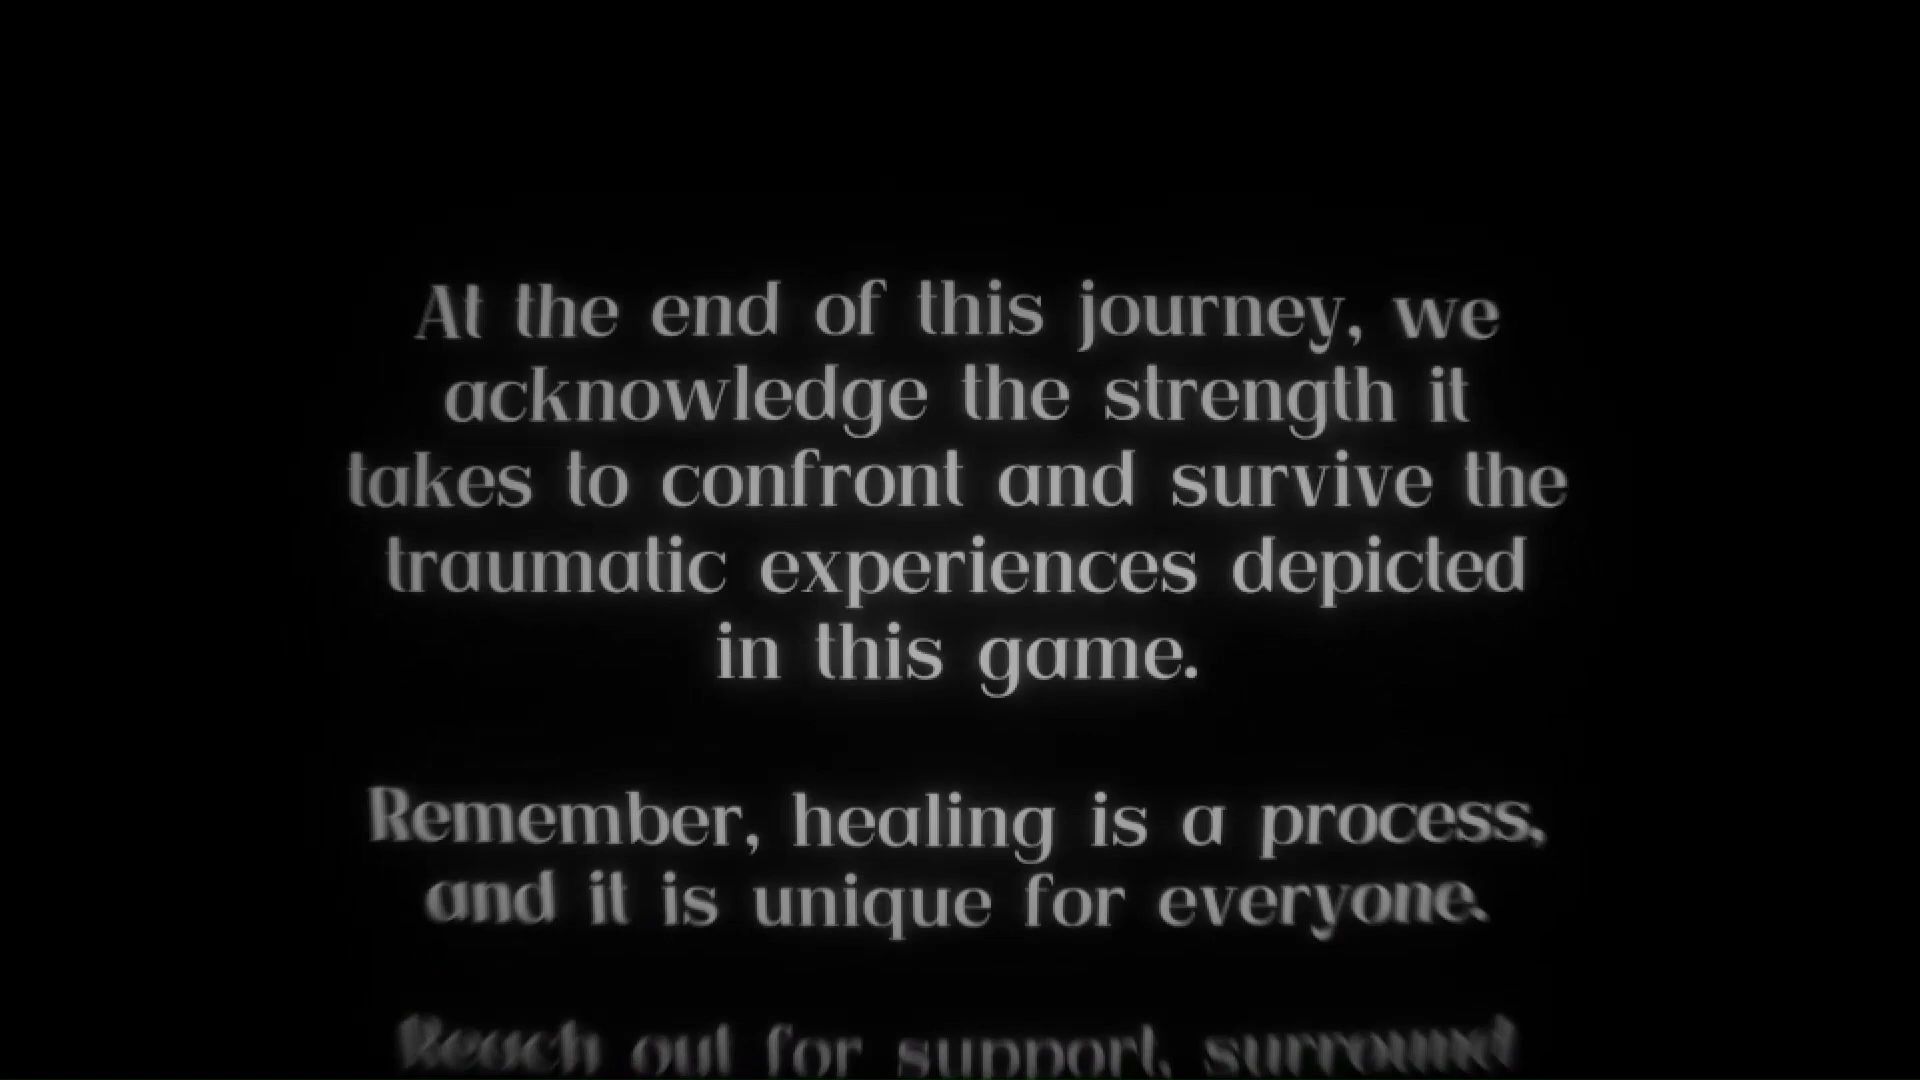 At the end of this journey, we
acknowledge the strength it
takes to confront and survive the
traumatic experiences depicted
in this game.
Remember, healing is a process,
and it is unique for everyone.
Reach out for support, surround